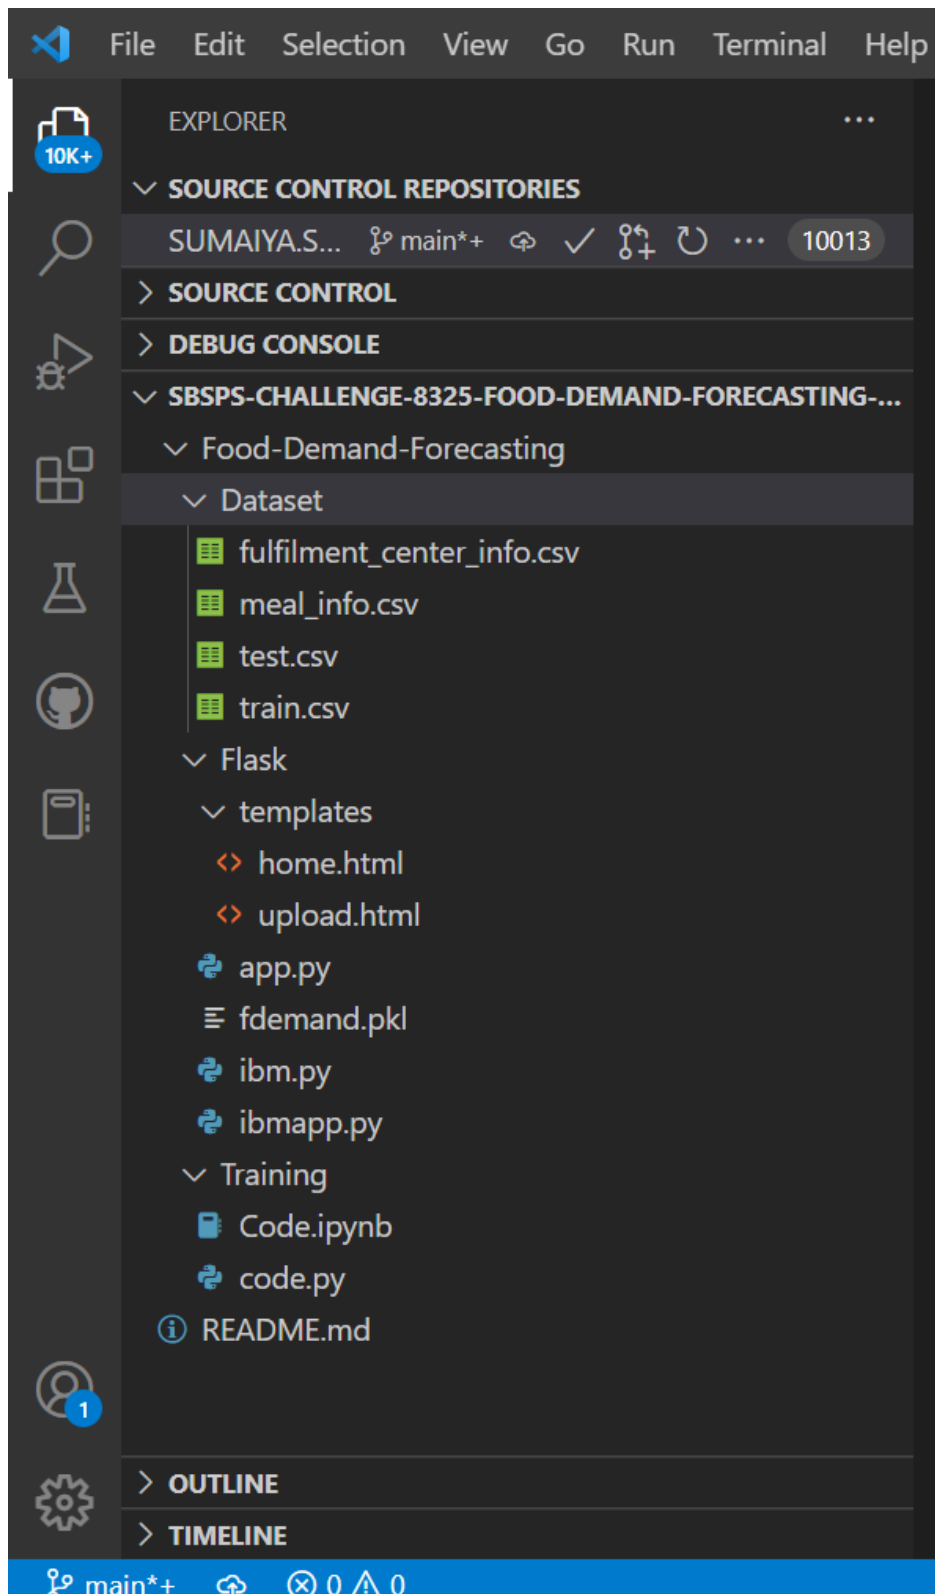 File Edit Selection View Go Run Terminal Help
EXPLORER ...
10K+
SOURCE CONTROL REPOSITORIES
SUMAIYA.S... main*+ ... 10013
SOURCE CONTROL
DEBUG CONSOLE
SBSPS-CHALLENGE-8325-FOOD-DEMAND-FORECASTING-...
Food-Demand-Forecasting
Dataset
fulfilment_center_info.csv
meal_info.csv
test.csv
train.csv
Flask
templates
home.html
upload.html
app.py
fdemand.pkl
ibm.py
ibmapp.py
Training
Code.ipynb
code.py
README.md
1
OUTLINE
TIMELINE
main*+ 0 0